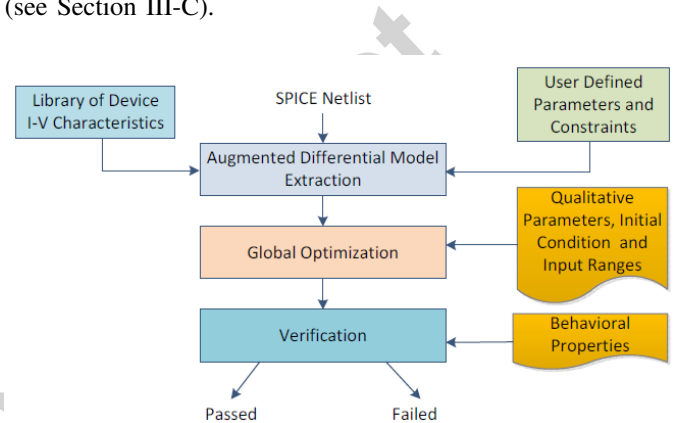 (see Section III-C).
Library of Device
I-V Characteristics
SPICE Netlist
User Defined
Parameters and
Constraints
Augmented Differential Model
Extraction
Qualitative
Parameters, Initial
Condition and
Input Ranges
Global Optimization
Behavioral
Properties
Verification
Passed
Failed